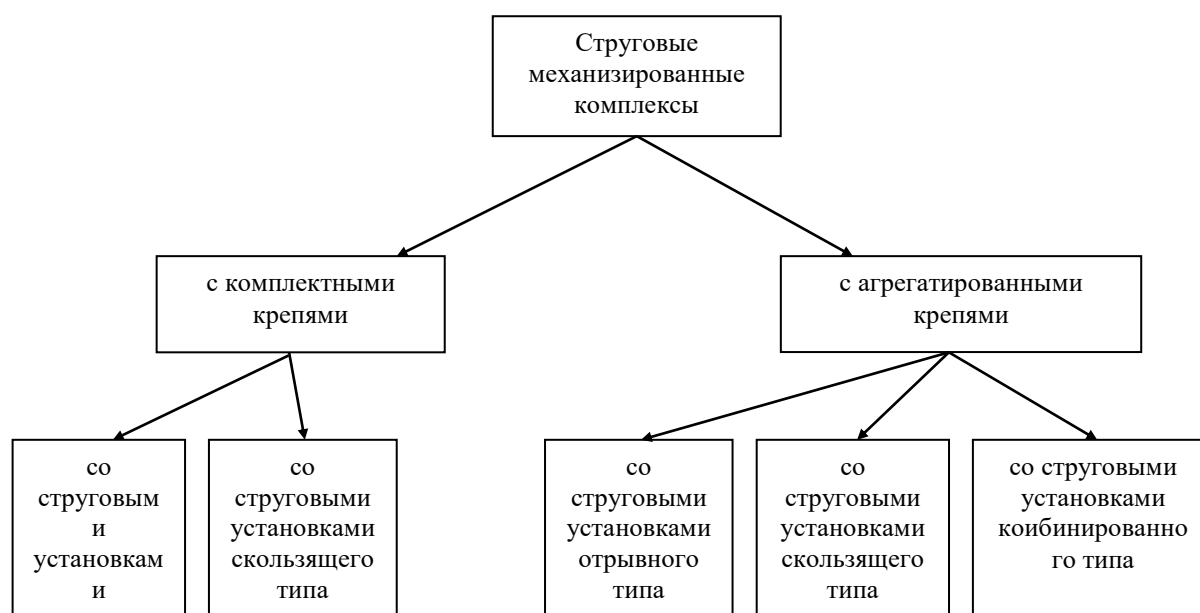 Струговые
механизированные
комплексы
с комплектными
крепями
с агрегатированными
крепями
со
струговым
и
установкам
и
со
струговыми
установками
скользящего
типа
со
струговыми
установками
отрывного
типа
со
струговыми
установками
скользящего
типа
со струговыми
установками
коибинированно
го типа